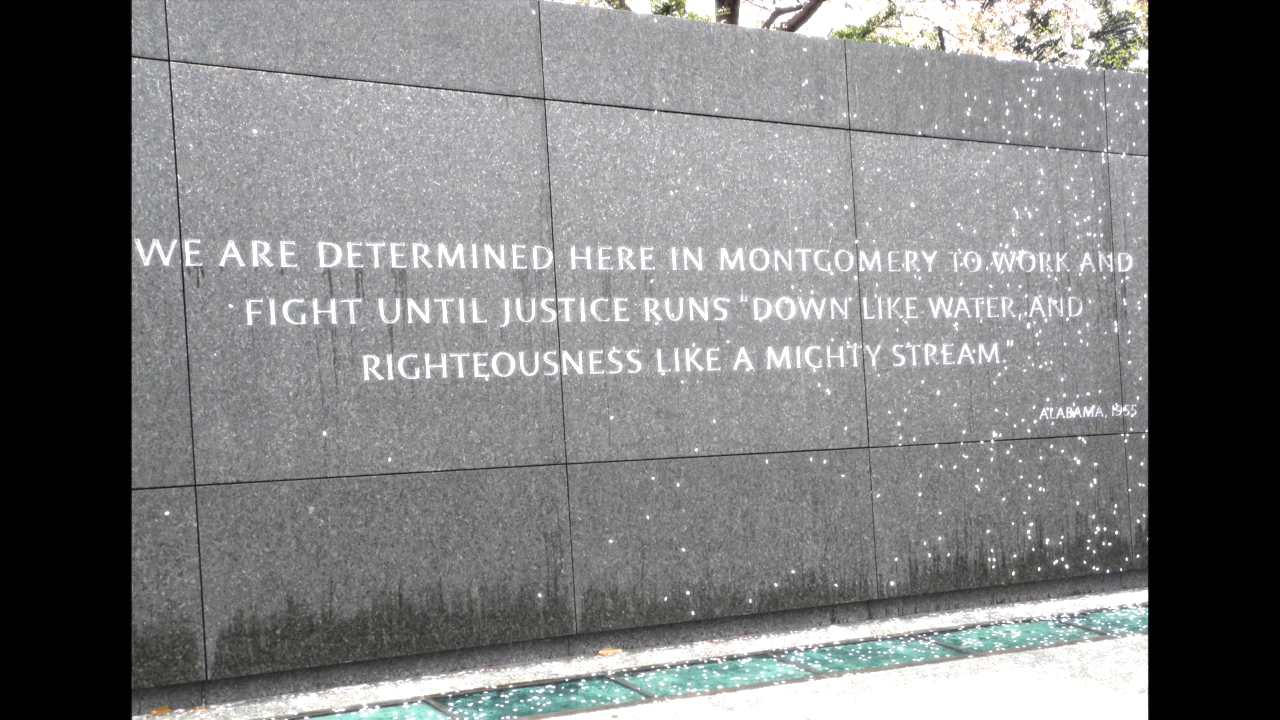 WE ARE DETERMINED HERE IN MONTGOMERY TO WORK AND
FIGHT UNTIL JUSTICE RUNS "DOWN LIKE WATER, AND
RIGHTEOUSNESS LIKE A MIGHTY STREAM."
ALABAMA, 1955